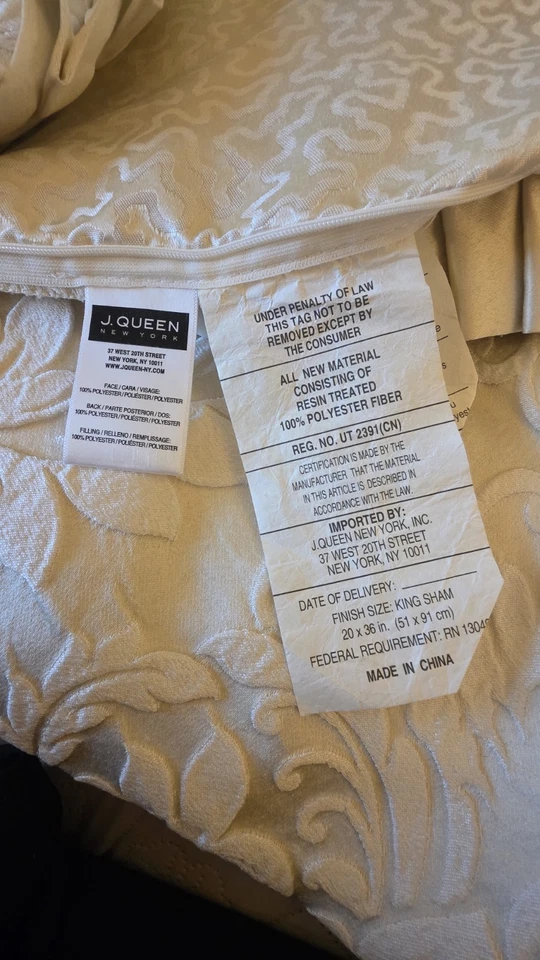 J.QUEEN
NEW YORK
37 WEST 20TH STREET
NEW YORK, NY 10011
WWW.JQUEEN-NY.COM
FACE / CARA / VISAGE:
100% POLYESTER / POLIÉSTER / POLYESTER
BACK / PARTE POSTERIOR / DOS:
100% POLYESTER / POLIÉSTER / POLYESTER
FILLING / RELLENO / REMPLISSAGE:
100% POLYESTER / POLIÉSTER / POLYESTER
UNDER PENALTY OF LAW
THIS TAG NOT TO BE
REMOVED EXCEPT BY
THE CONSUMER
ALL NEW MATERIAL
CONSISTING OF
RESIN TREATED
100% POLYESTER FIBER
REG. NO. UT 2391(CN)
CERTIFICATION IS MADE BY THE
MANUFACTURER THAT THE MATERIAL
IN THIS ARTICLE IS DESCRIBED IN
ACCORDANCE WITH THE LAW.
IMPORTED BY:
J.QUEEN NEW YORK, INC.
37 WEST 20TH STREET
NEW YORK, NY 10011
DATE OF DELIVERY:
FINISH SIZE: KING SHAM
20 x 36 in. (51 x 91 cm)
FEDERAL REQUIREMENT: RN 1304
MADE IN CHINA